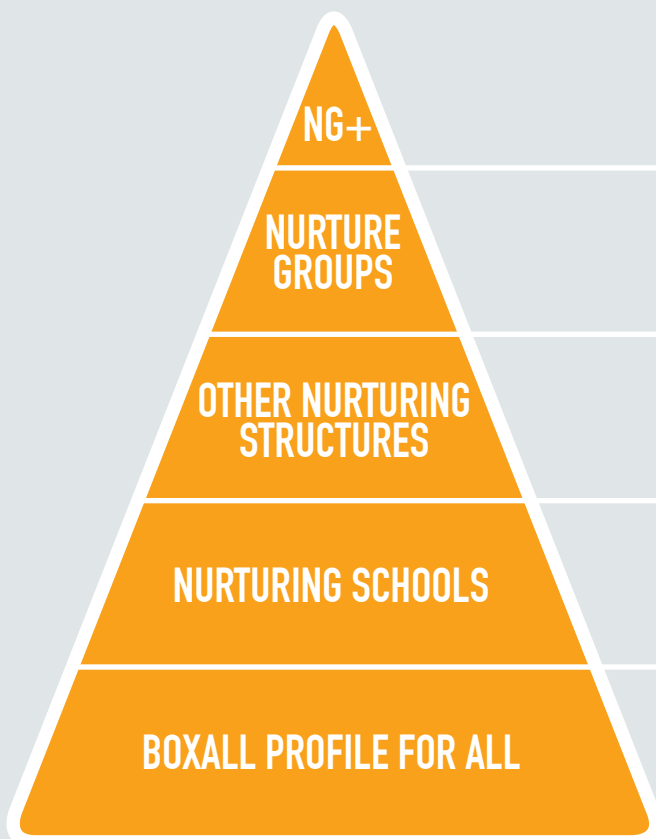 NG+
NURTURE
GROUPS
OTHER NURTURING
STRUCTURES
NURTURING SCHOOLS
BOXALL PROFILE FOR ALL